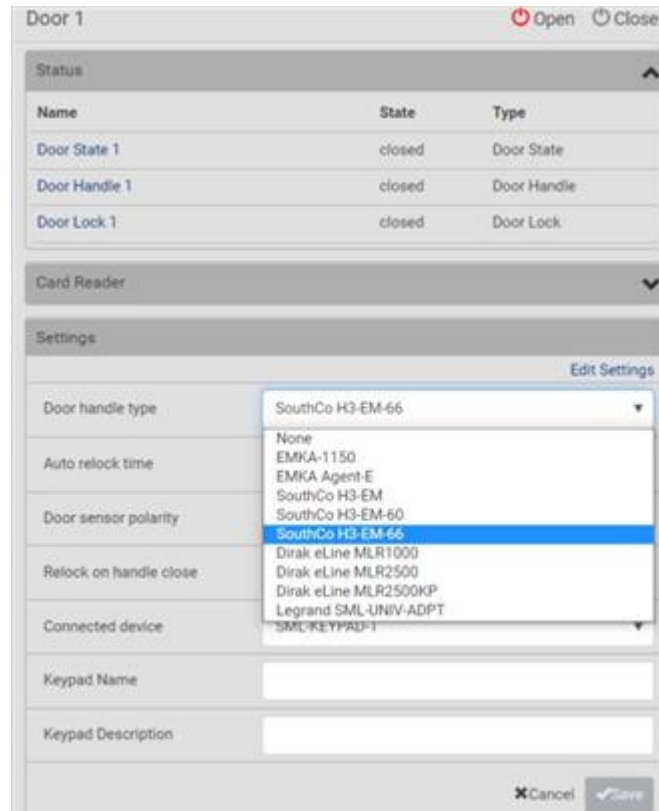 Door 1 Open Close
Status
Name State Type
Door State 1 closed Door State
Door Handle 1 closed Door Handle
Door Lock 1 closed Door Lock
Card Reader
Settings
Edit Settings
Door handle type SouthCo H3-EM-66
None
EMKA-1150
Auto relock time
EMKA Agent-E
SouthCo H3-EM
Door sensor polarity
SouthCo H3-EM-60
SouthCo H3-EM-66
Dirak eLine MLR1000
Relock on handle close
Dirak eLine MLR2500
Dirak eLine MLR2500KP
Legrand SML-UNIV-ADPT
Connected device SML-KEYPAD-1
Keypad Name
Keypad Description
Cancel Save